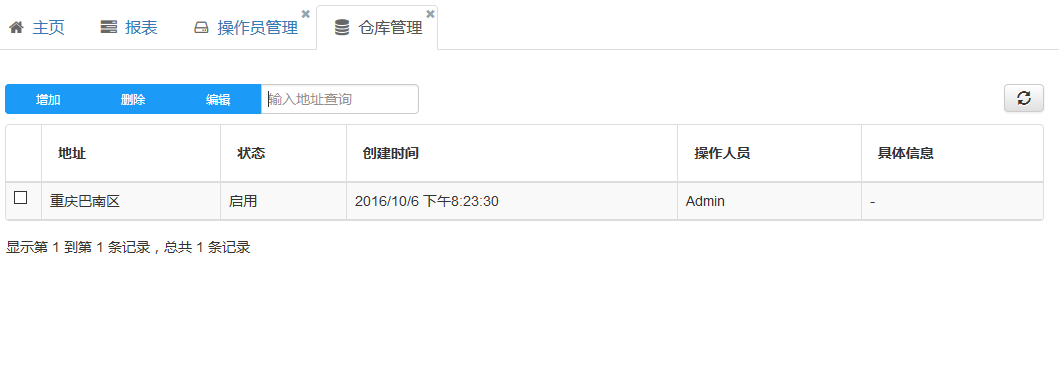 主页 报表 操作员管理 仓库管理
增加 删除 编辑 输入地址查询
地址 状态 创建时间 操作人员 具体信息
重庆巴南区 启用 2016/10/6 下午8:23:30 Admin -
显示第 1 到第 1 条记录，总共 1 条记录